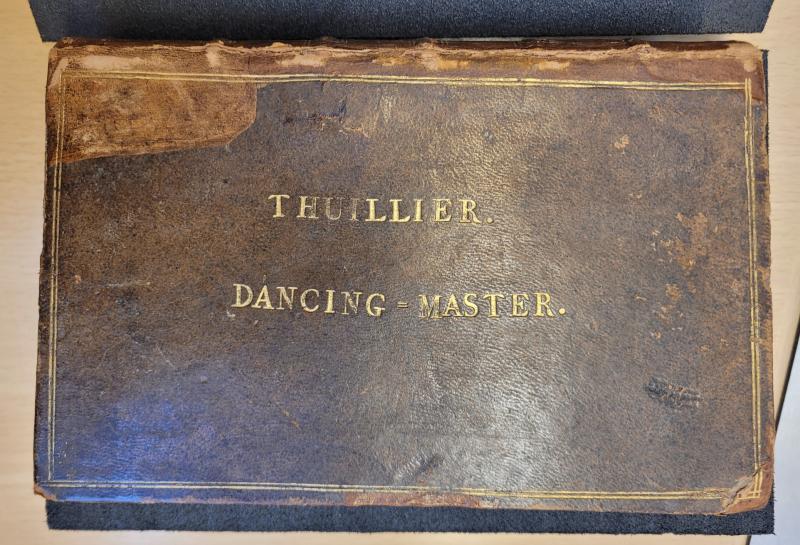 THUILLIER.
DANCING = MASTER.